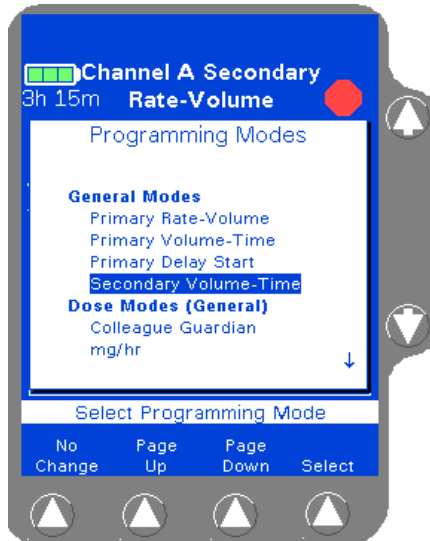 Channel A Secondary
3h 15m Rate-Volume
Programming Modes
General Modes
Primary Rate-Volume
Primary Volume-Time
Primary Delay Start
Secondary Volume-Time
Dose Modes (General)
Colleague Guardian
mg/hr
↓
Select Programming Mode
No Page Page
Change Up Down Select